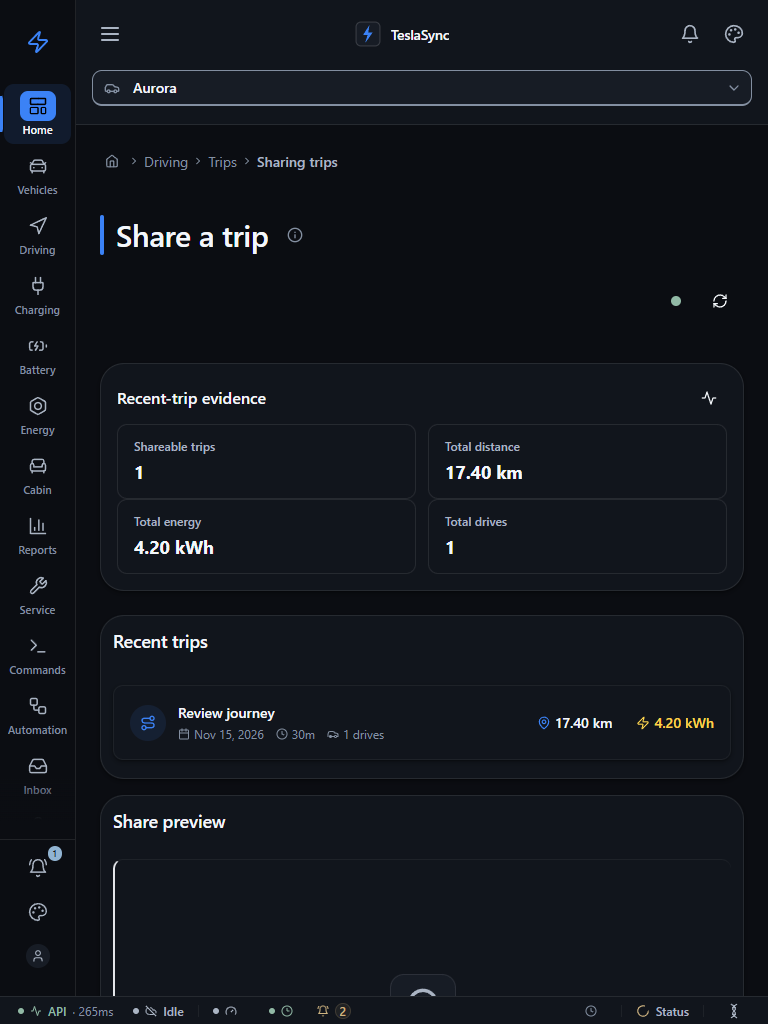 TeslaSync
Aurora
Home
Vehicles
Driving
Charging
Battery
Energy
Cabin
Reports
Service
Commands
Automation
Inbox
1
Driving > Trips > Sharing trips
Share a trip
Recent-trip evidence
Shareable trips
1
Total distance
17.40 km
Total energy
4.20 kWh
Total drives
1
Recent trips
Review journey
Nov 15, 2026 30m 1 drives
17.40 km 4.20 kWh
Share preview
API · 265ms Idle 2 Status